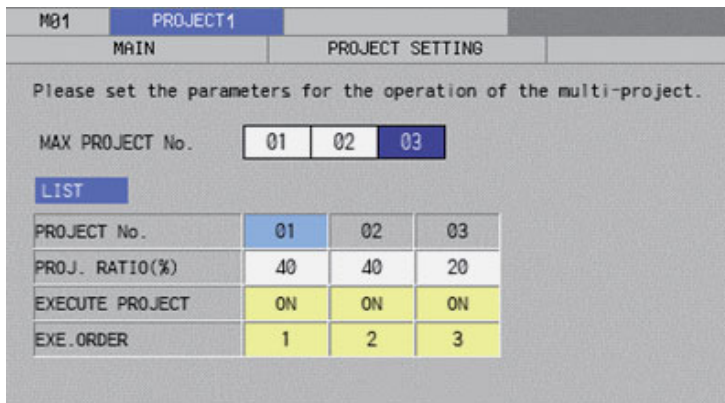 M01 PROJECT1
MAIN PROJECT SETTING
Please set the parameters for the operation of the multi-project.
MAX PROJECT No. 01 02 03
LIST
PROJECT No. 01 02 03
PROJ. RATIO(%) 40 40 20
EXECUTE PROJECT ON ON ON
EXE.ORDER 1 2 3